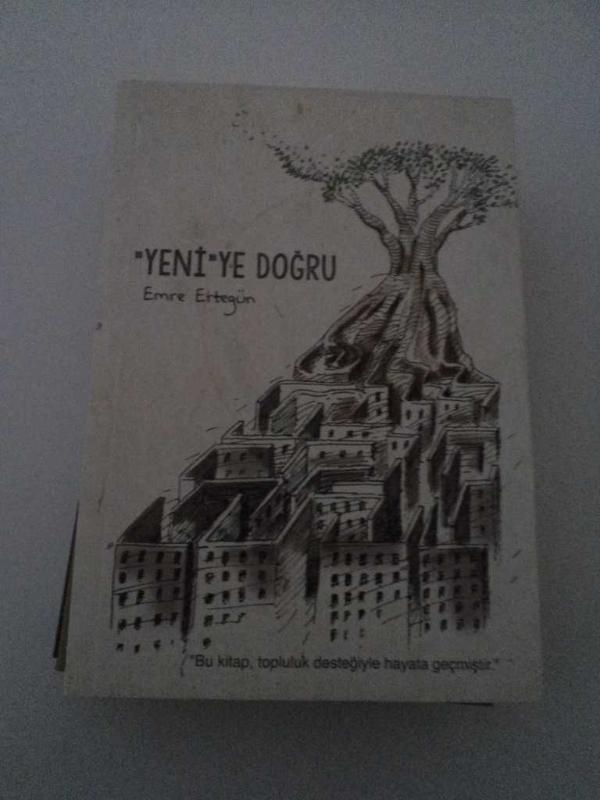 "YENİ"YE DOĞRU
Emre Ertegün
"Bu kitap, topluluk desteğiyle hayata geçmiştir."